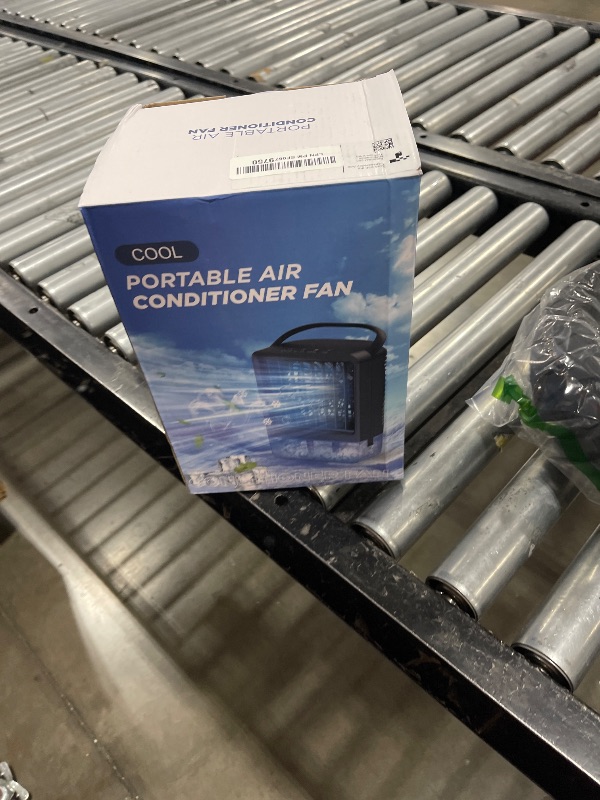 PORTABLE AIR
CONDITIONER FAN
COOL
PORTABLE AIR
CONDITIONER FAN